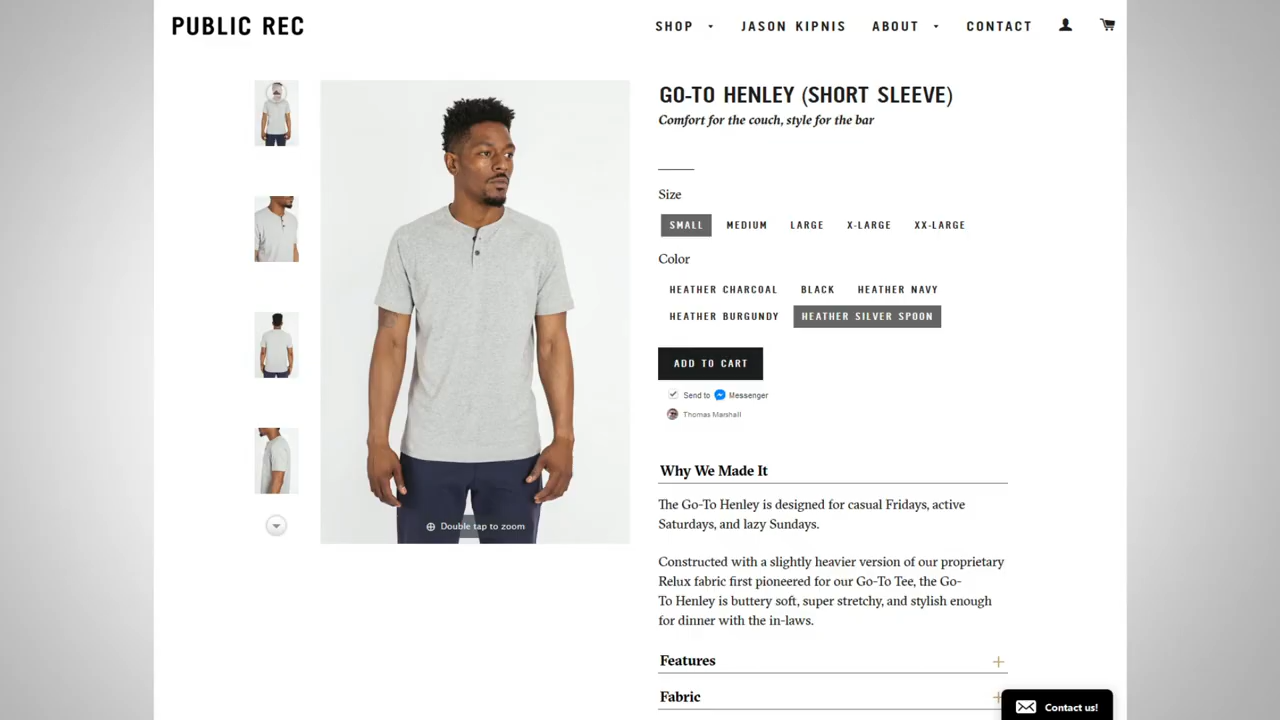 PUBLIC REC
SHOP
JASON KIPNIS
ABOUT
CONTACT
GO-TO HENLEY (SHORT SLEEVE)
Comfort for the couch, style for the bar
Size
SMALL MEDIUM LARGE X-LARGE XX-LARGE
Color
HEATHER CHARCOAL BLACK HEATHER NAVY
HEATHER BURGUNDY HEATHER SILVER SPOON
ADD TO CART
Send to Messenger
Thomas Marshall
Double tap to zoom
Why We Made It
The Go-To Henley is designed for casual Fridays, active
Saturdays, and lazy Sundays.
Constructed with a slightly heavier version of our proprietary
Relux fabric first pioneered for our Go-To Tee, the Go-
To Henley is buttery soft, super stretchy, and stylish enough
for dinner with the in-laws.
Features
Fabric
Contact us!